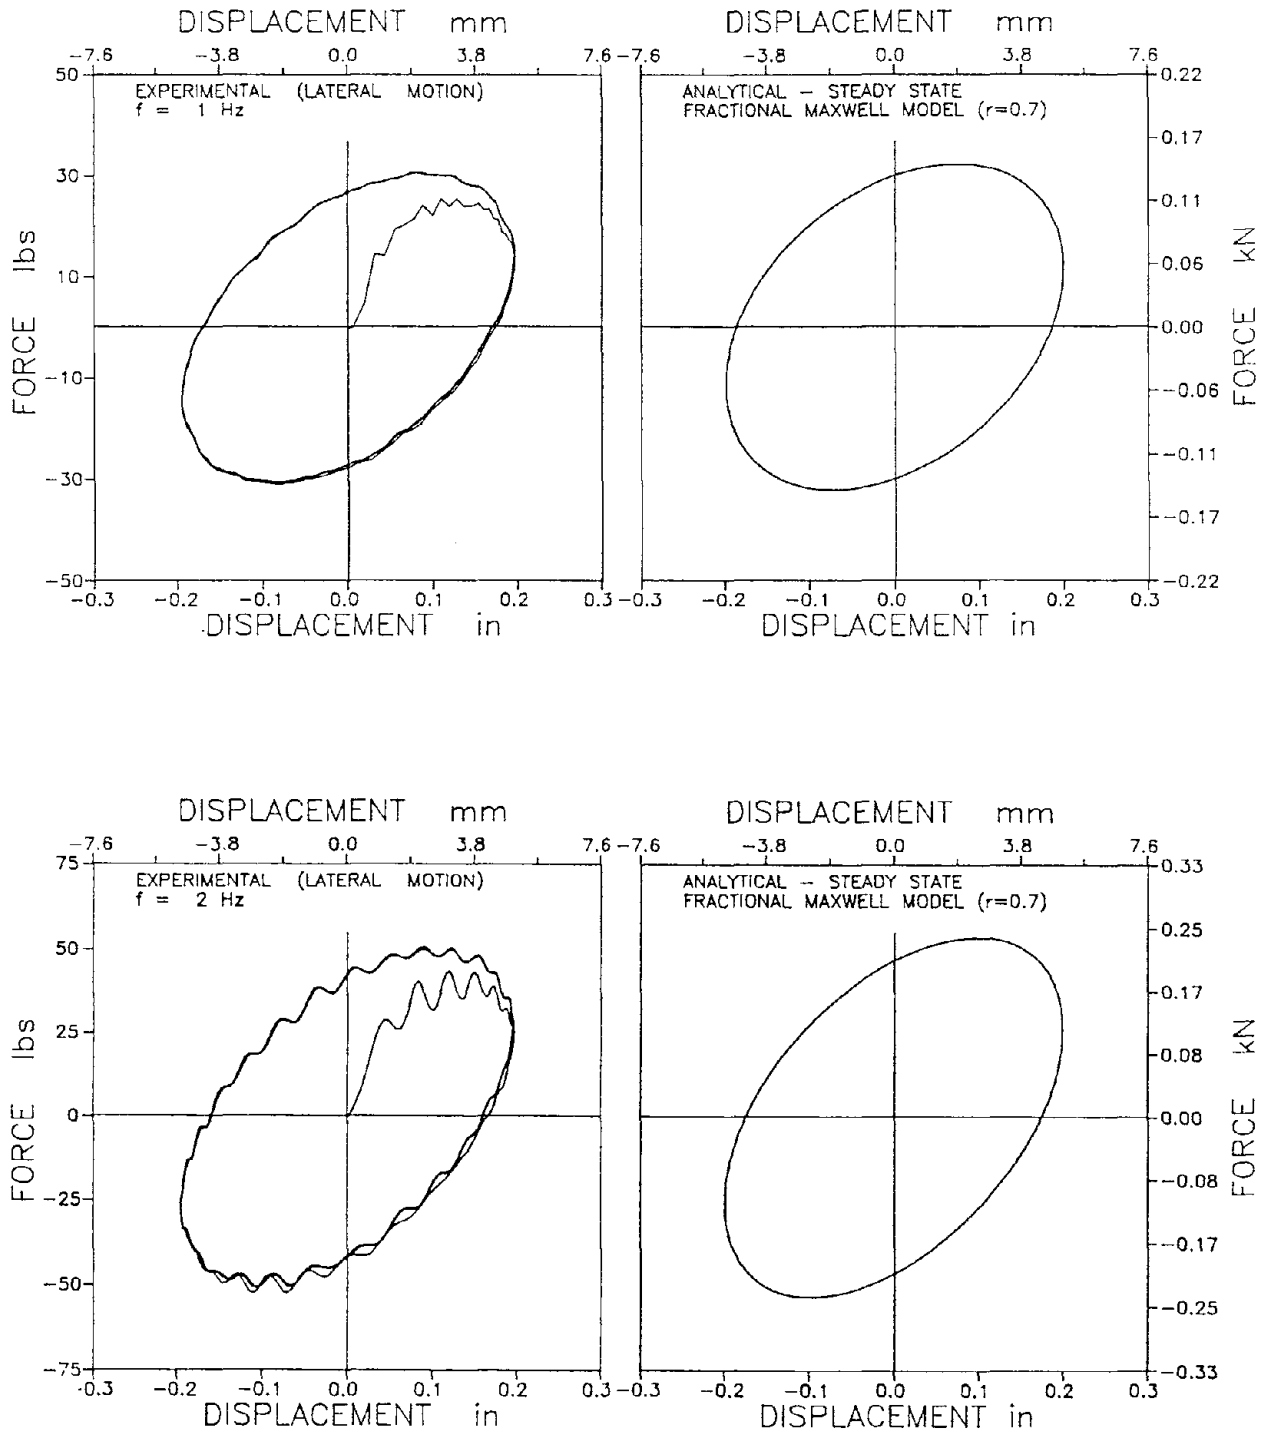 DISPLACEMENT mm
-7.6 -3.8 0.0 3.8 7.6
EXPERIMENTAL (LATERAL MOTION)
f = 1 Hz
50
30
10
-10
-30
-50
FORCE lbs
-0.3 -0.2 -0.1 0.0 0.1 0.2 0.3
DISPLACEMENT in
DISPLACEMENT mm
-7.6 -3.8 0.0 3.8 7.6
ANALYTICAL - STEADY STATE
FRACTIONAL MAXWELL MODEL (r=0.7)
0.22
0.17
0.11
0.06
0.00
-0.06
-0.11
-0.17
-0.22
FORCE kN
-0.3 -0.2 -0.1 0.0 0.1 0.2 0.3
DISPLACEMENT in
DISPLACEMENT mm
-7.6 -3.8 0.0 3.8 7.6
EXPERIMENTAL (LATERAL MOTION)
f = 2 Hz
75
50
25
0
-25
-50
-75
FORCE lbs
-0.3 -0.2 -0.1 0.0 0.1 0.2 0.3
DISPLACEMENT in
DISPLACEMENT mm
-7.6 -3.8 0.0 3.8 7.6
ANALYTICAL - STEADY STATE
FRACTIONAL MAXWELL MODEL (r=0.7)
0.33
0.25
0.17
0.08
0.00
-0.08
-0.17
-0.25
-0.33
FORCE kN
-0.3 -0.2 -0.1 0.0 0.1 0.2 0.3
DISPLACEMENT in